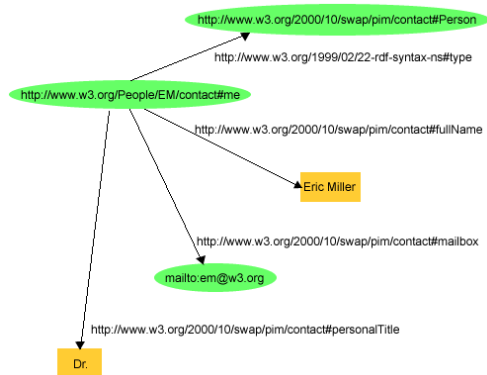 http://www.w3.org/2000/10/swap/pim/contact#Person
http://www.w3.org/1999/02/22-rdf-syntax-ns#type
http://www.w3.org/People/EM/contact#me
http://www.w3.org/2000/10/swap/pim/contact#fullName
Eric Miller
http://www.w3.org/2000/10/swap/pim/contact#mailbox
mailto:em@w3.org
http://www.w3.org/2000/10/swap/pim/contact#personalTitle
Dr.